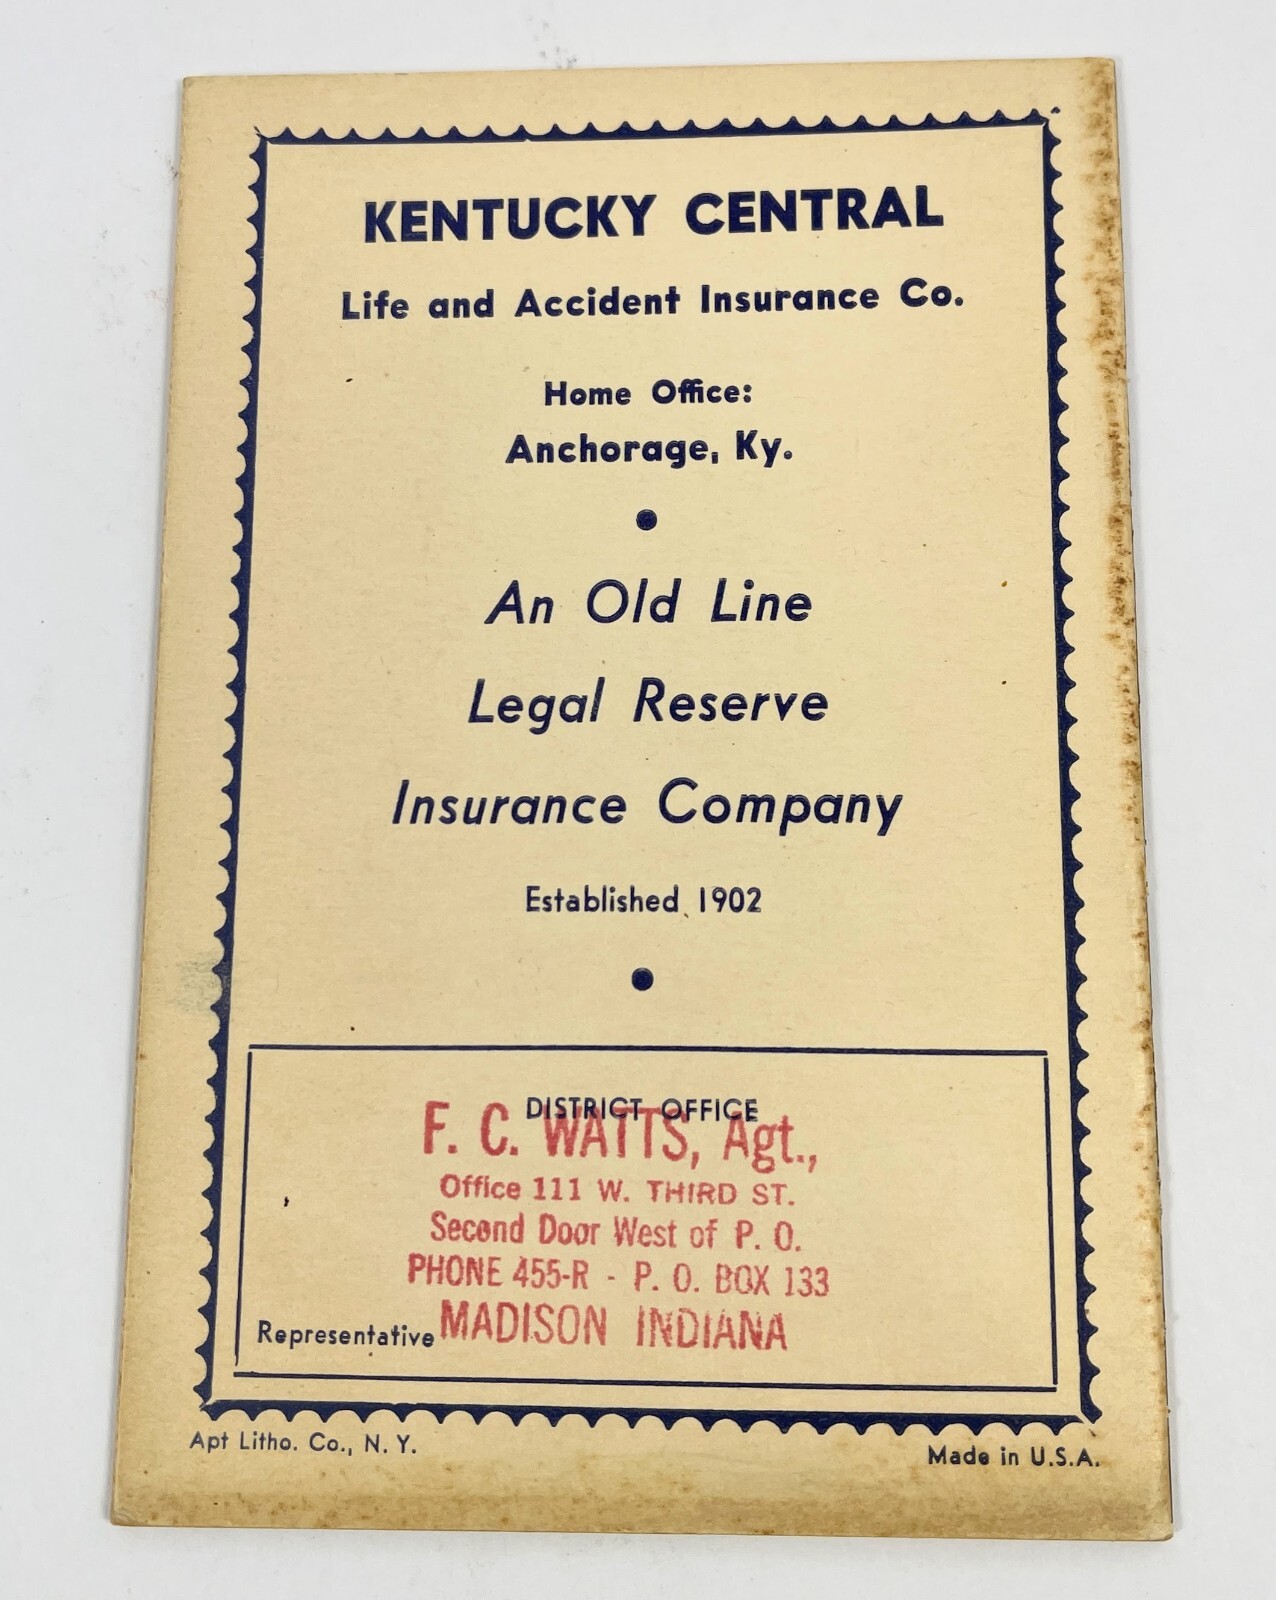 KENTUCKY CENTRAL
Life and Accident Insurance Co.
Home Office:
Anchorage, Ky.
An Old Line
Legal Reserve
Insurance Company
Established 1902
DISTRICT OFFICE
F. C. WATTS, Agt.,
Office 111 W. THIRD ST.
Second Door West of P. O.
PHONE 455-R - P. O. BOX 133
MADISON INDIANA
Representative
Apt Litho. Co., N. Y.
Made in U.S.A.